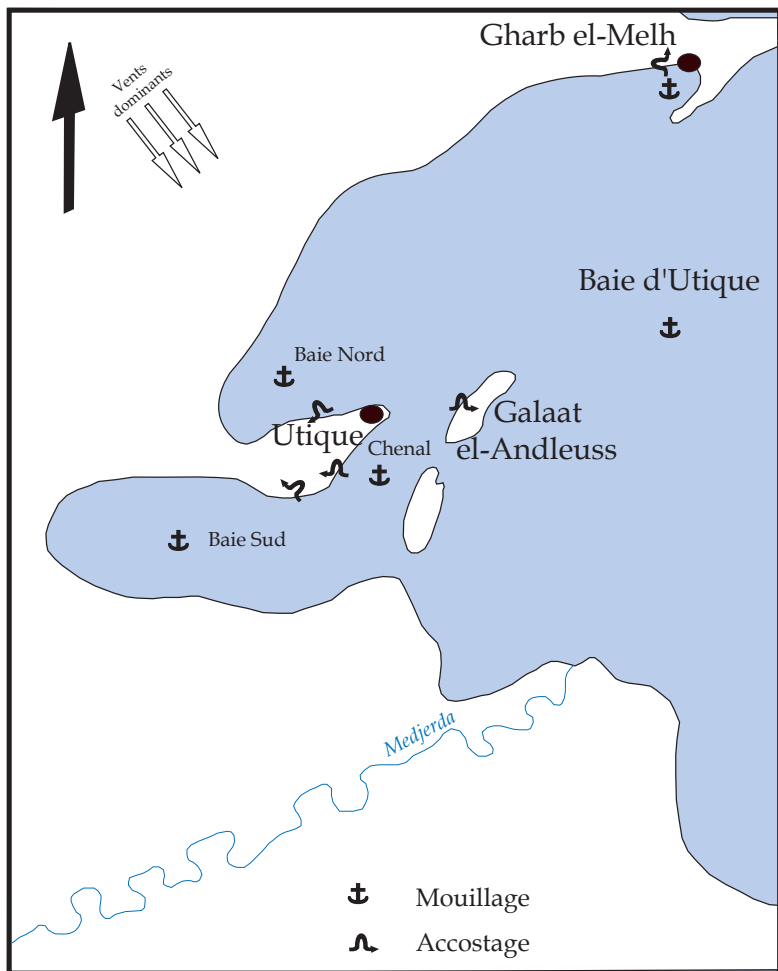 Gharb el-Melh
Vents
dominants
Baie d'Utique
Baie Nord
Utique
Galaat
el-Andleuss
Chenal
Baie Sud
Medjerda
Mouillage
Accostage